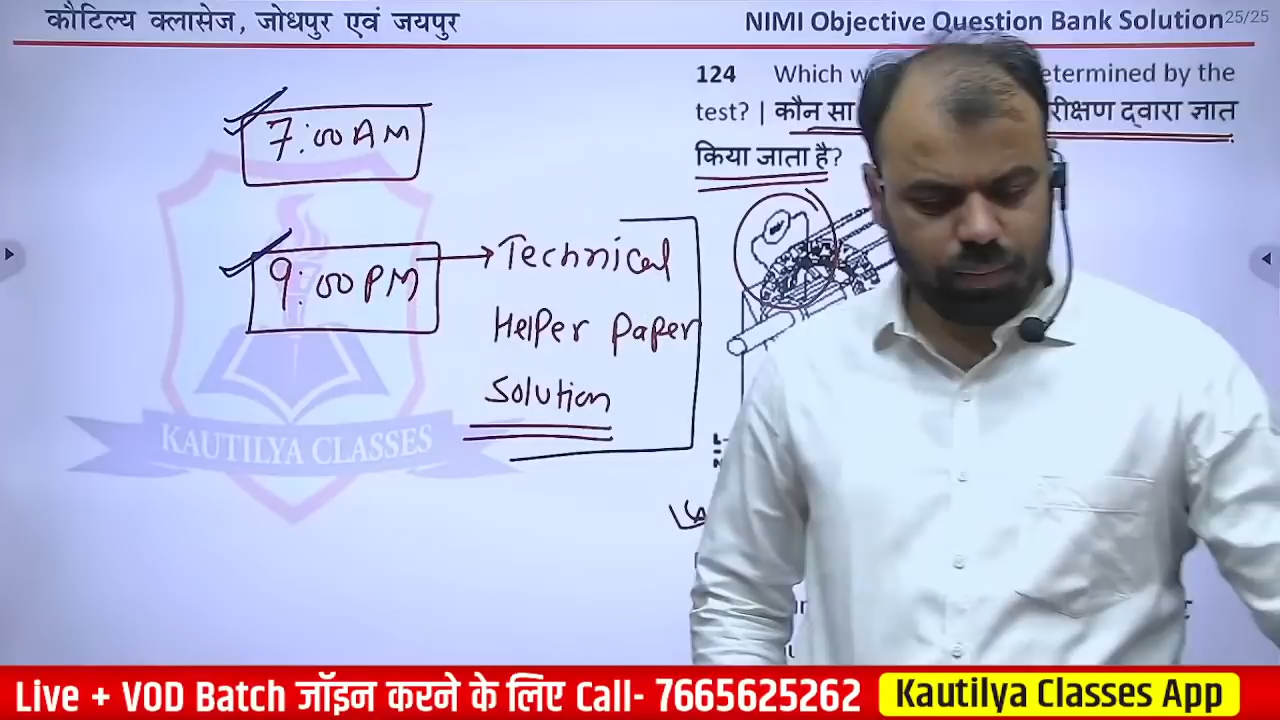 कौटिल्य क्लासेज, जोधपुर एवं जयपुर
NIMI Objective Question Bank Solution
25/25
124 Which etermined by the
test? | कौन सा रीक्षण द्वारा ज्ञात
किया जाता है?
7:00 AM
9:00 PM
Technical
Helper Paper
Solution
KAUTILYA CLASSES
Live + VOD Batch जॉइन करने के लिए Call- 7665625262
Kautilya Classes App